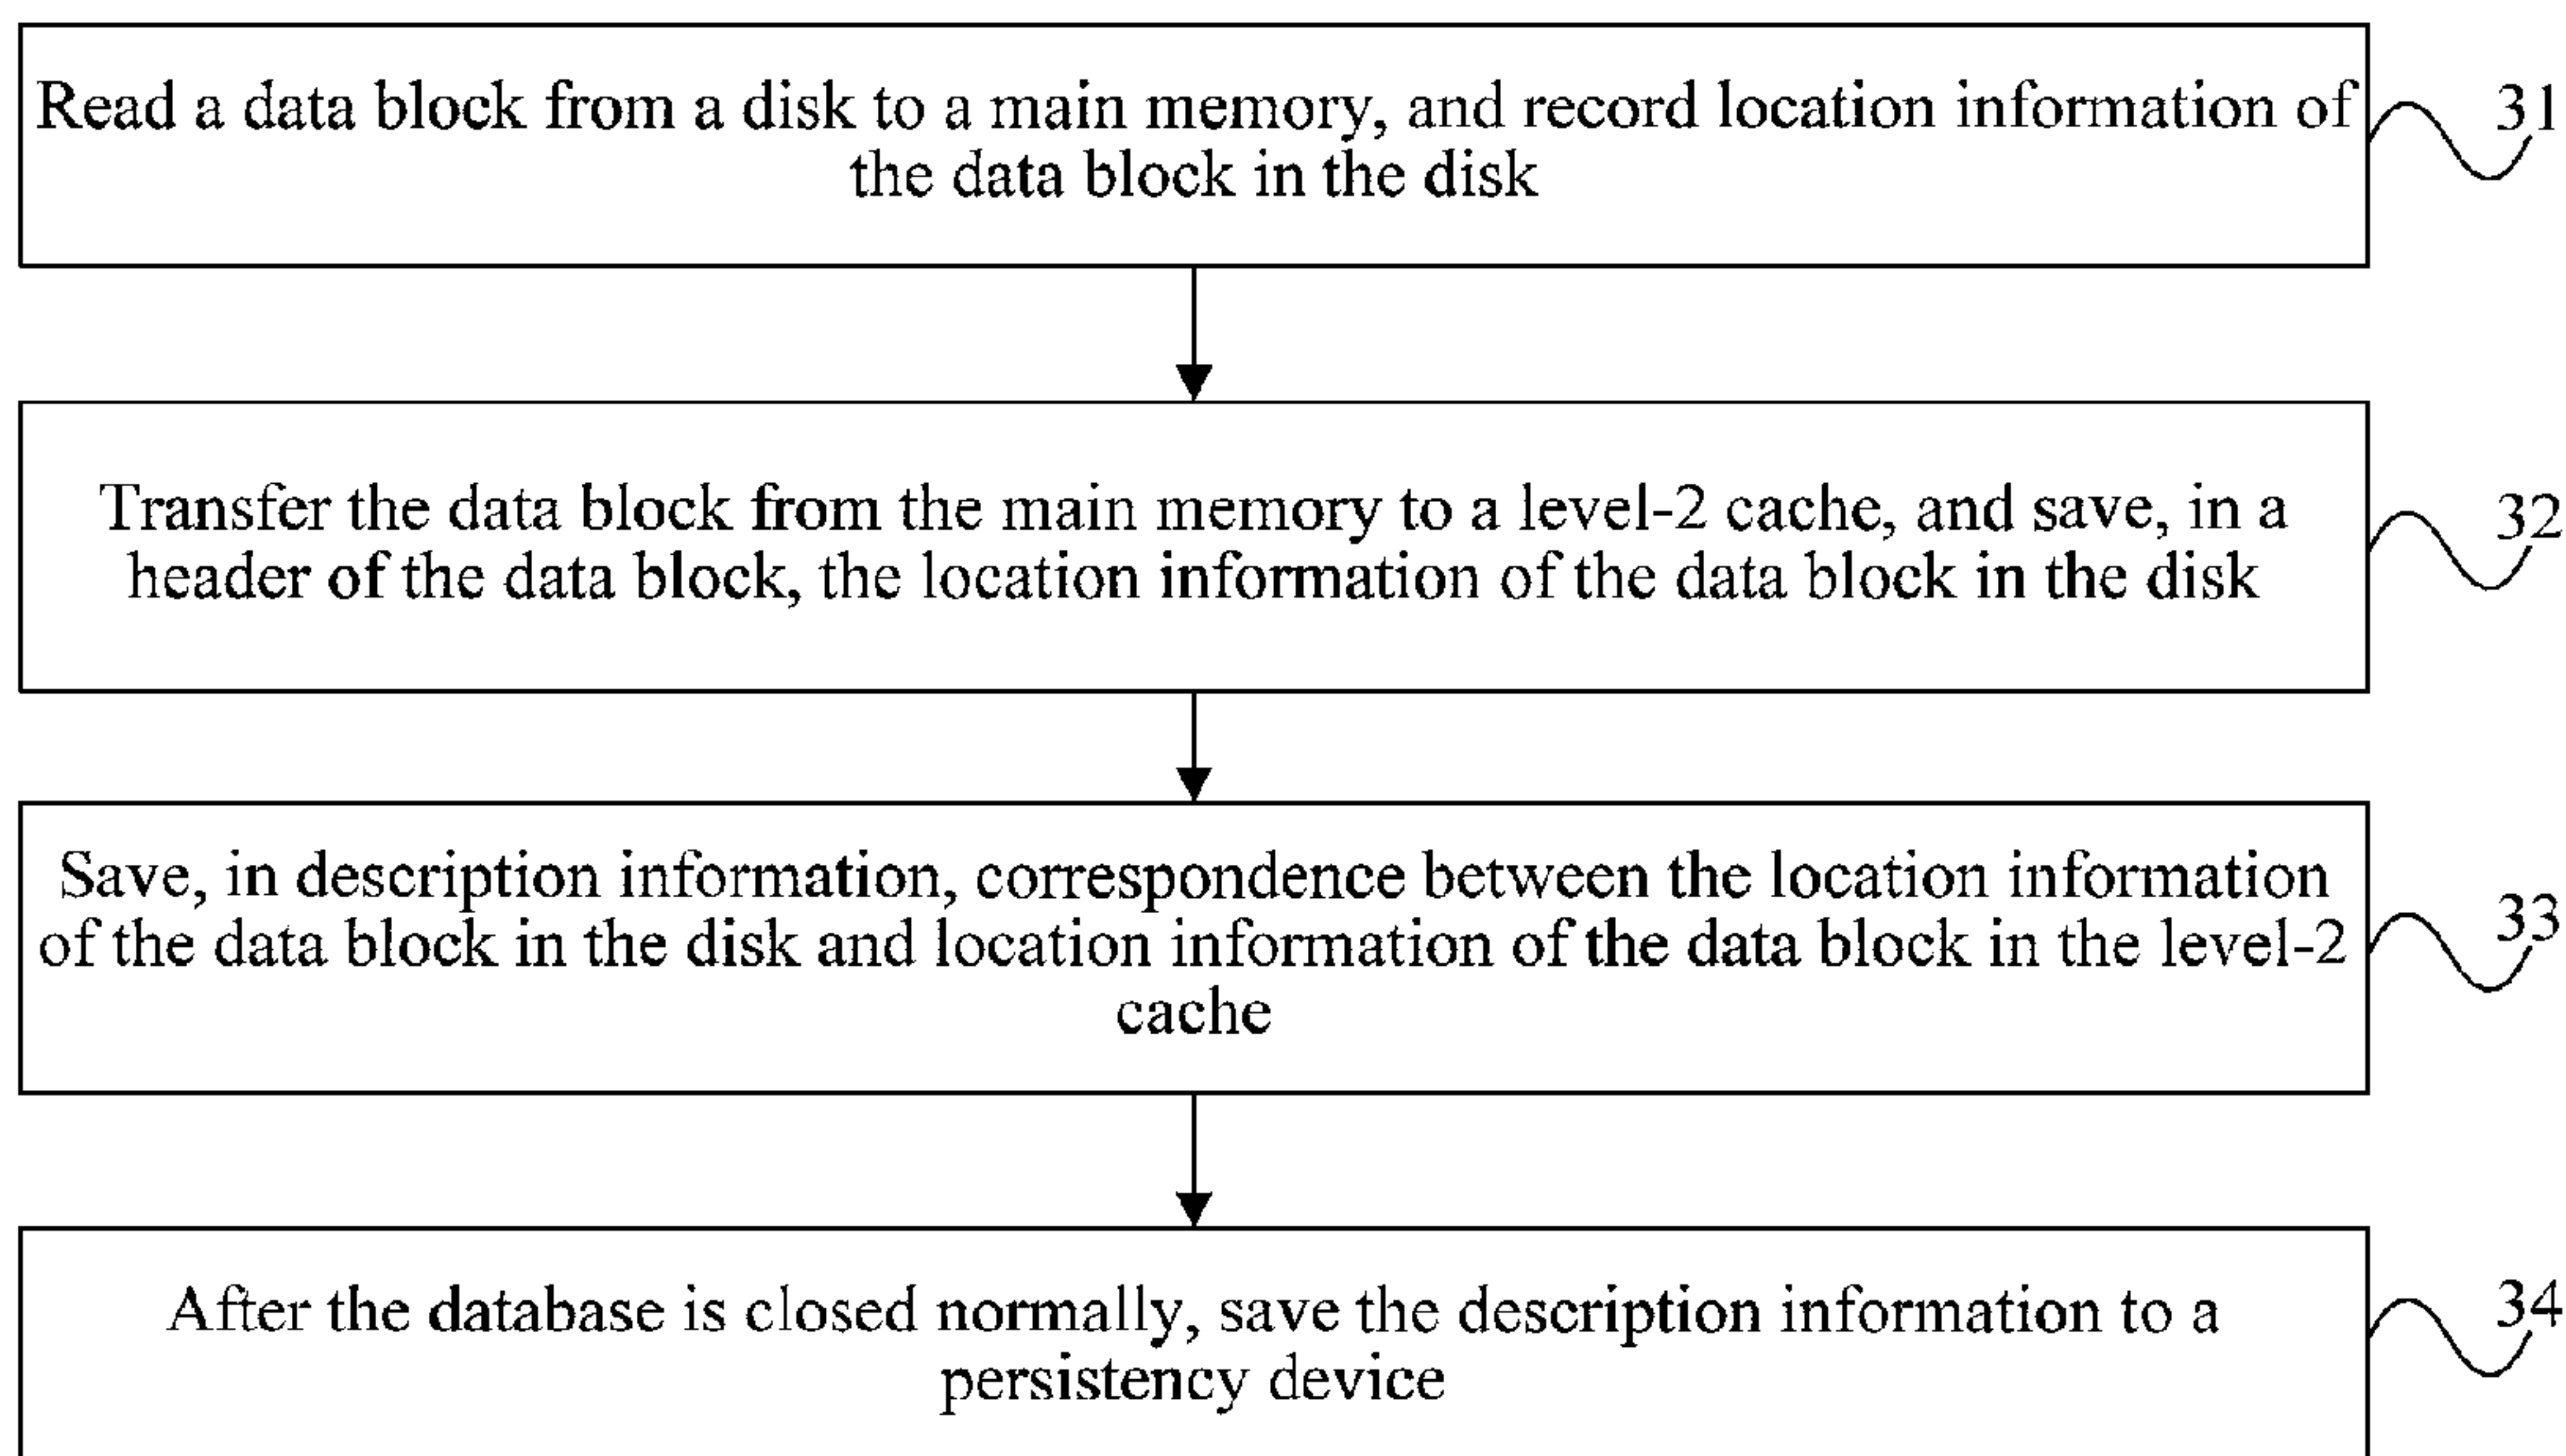 Read a data block from a disk to a main memory, and record location information of
the data block in the disk
31
Transfer the data block from the main memory to a level-2 cache, and save, in a
header of the data block, the location information of the data block in the disk
32
Save, in description information, correspondence between the location information
of the data block in the disk and location information of the data block in the level-2
cache
33
After the database is closed normally, save the description information to a
persistency device
34